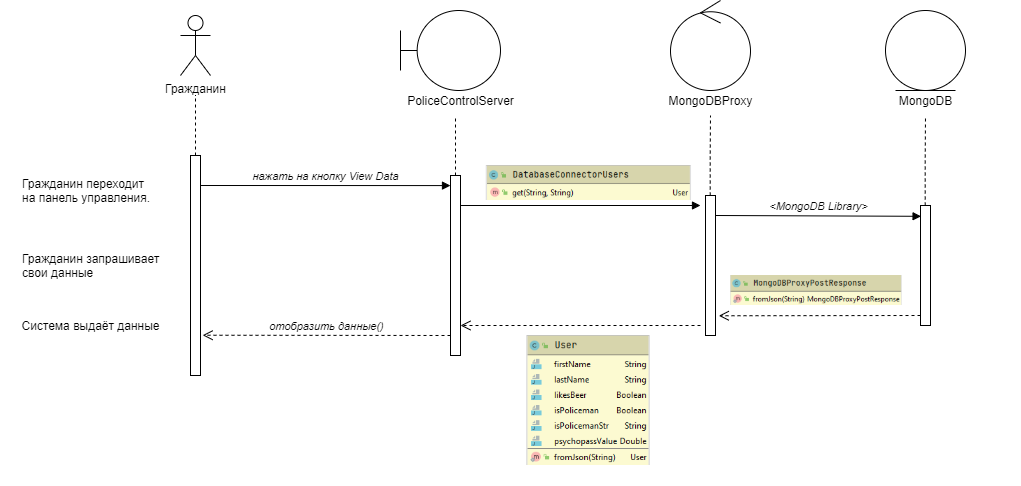 Гражданин
PoliceControlServer
MongoDBProxy
MongoDB
Гражданин переходит
на панель управления.
нажать на кнопку View Data
DatabaseConnectorUsers
get(String, String) User
<MongoDB Library>
Гражданин запрашивает
свои данные
MongoDBProxyPostResponse
fromJson(String) MongoDBProxyPostResponse
Система выдаёт данные
отобразить данные()
User
firstName String
lastName String
likesBeer Boolean
isPoliceman Boolean
isPolicemanStr String
psychopassValue Double
fromJson(String) User